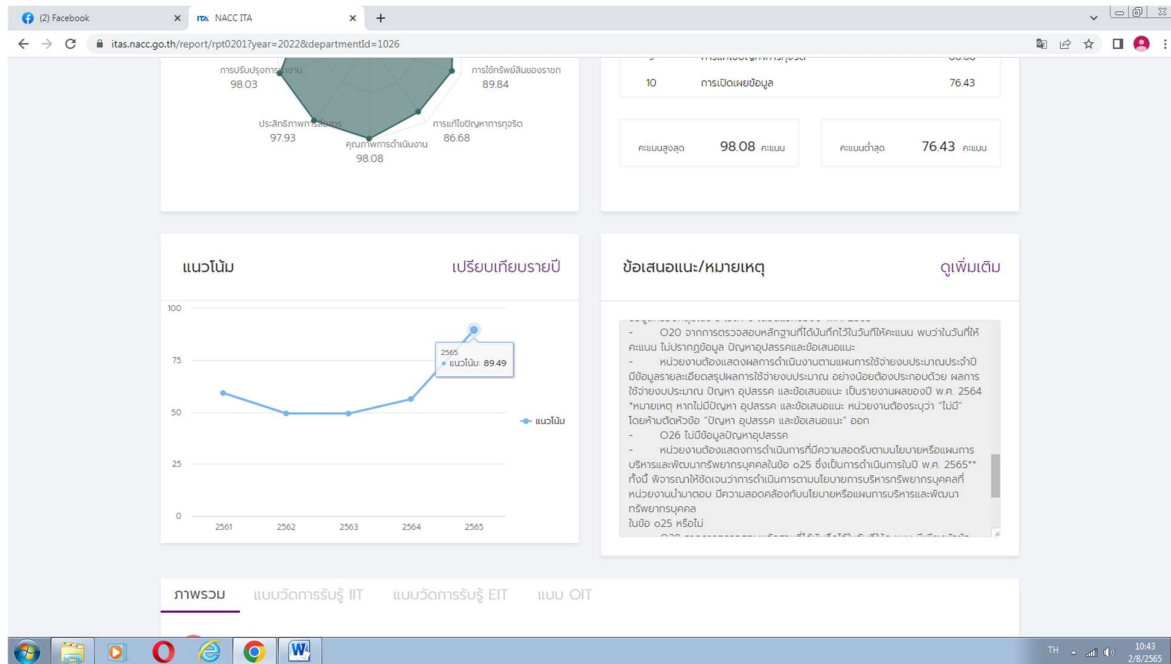 (2) Facebook
ITA NACC ITA
itas.nacc.go.th/report/rpt0201?year=2022&departmentId=1026
การปรับปรุงการทำงาน
98.03
การใช้ทรัพย์สินของราชก
89.84
ประสิทธิภาพการสื่อสาร
97.93
การแก้ไขปัญหาการทุจริต
86.68
คุณภาพการดำเนินงาน
98.08
9 การแก้ไขปัญหาการทุจริต 86.68
10 การเปิดเผยข้อมูล 76.43
คะแนนสูงสุด 98.08 คะแนน
คะแนนต่ำสุด 76.43 คะแนน
แนวโน้ม เปรียบเทียบรายปี
100
75
50
25
0
2561 2562 2563 2564 2565
2565
แนวโน้ม: 89.49
แนวโน้ม
ข้อเสนอแนะ/หมายเหตุ ดูเพิ่มเติม
- O20 จากการตรวจสอบหลักฐานที่ได้บันทึกไว้ในวันที่ให้คะแนน พบว่าในวันที่ให้
คะแนน ไม่ปรากฏข้อมูล ปัญหาอุปสรรคและข้อเสนอแนะ
- หน่วยงานต้องแสดงผลการดำเนินงานตามแผนการใช้จ่ายงบประมาณประจำปี
มีข้อมูลรายละเอียดสรุปผลการใช้จ่ายงบประมาณ อย่างน้อยต้องประกอบด้วย ผลการ
ใช้จ่ายงบประมาณ ปัญหา อุปสรรค และข้อเสนอแนะ เป็นรายงานผลของปี พ.ศ. 2564
*หมายเหตุ หากไม่มีปัญหา อุปสรรค และข้อเสนอแนะ หน่วยงานต้องระบุว่า "ไม่มี"
โดยห้ามตัดหัวข้อ "ปัญหา อุปสรรค และข้อเสนอแนะ" ออก
- O26 ไม่มีข้อมูลปัญหาอุปสรรค
- หน่วยงานต้องแสดงการดำเนินการที่มีความสอดรับตามนโยบายหรือแผนการ
บริหารและพัฒนาทรัพยากรบุคคลในข้อ o25 ซึ่งเป็นการดำเนินการในปี พ.ศ. 2565**
ทั้งนี้ พิจารณาให้ชัดเจนว่าการดำเนินการตามนโยบายการบริหารทรัพยากรบุคคลที่
หน่วยงานนำมาตอบ มีความสอดคล้องกับนโยบายหรือแผนการบริหารและพัฒนา
ทรัพยากรบุคคล
ในข้อ o25 หรือไม่
ภาพรวม แบบวัดการรับรู้ IIT แบบวัดการรับรู้ EIT แบบ OIT
TH 10:43
2/8/2565